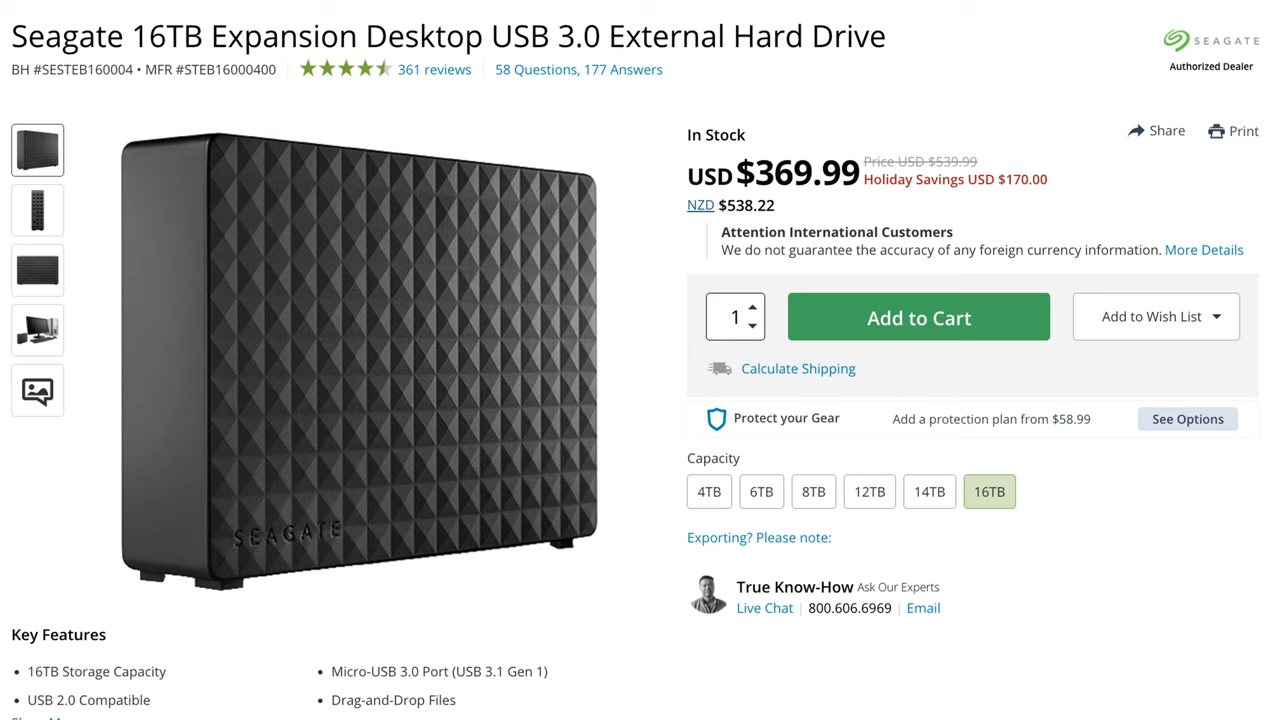 Seagate 16TB Expansion Desktop USB 3.0 External Hard Drive
BH #SESTEB160004 • MFR #STEB16000400 361 reviews 58 Questions, 177 Answers
SEAGATE
Authorized Dealer
SEAGATE
In Stock
Share Print
USD $369.99 Price USD $539.99
Holiday Savings USD $170.00
NZD $538.22
Attention International Customers
We do not guarantee the accuracy of any foreign currency information. More Details
1 Add to Cart Add to Wish List
Calculate Shipping
Protect your Gear Add a protection plan from $58.99 See Options
Capacity
4TB 6TB 8TB 12TB 14TB 16TB
Exporting? Please note:
True Know-How Ask Our Experts
Live Chat | 800.606.6969 | Email
Key Features
• 16TB Storage Capacity
• USB 2.0 Compatible
• Micro-USB 3.0 Port (USB 3.1 Gen 1)
• Drag-and-Drop Files